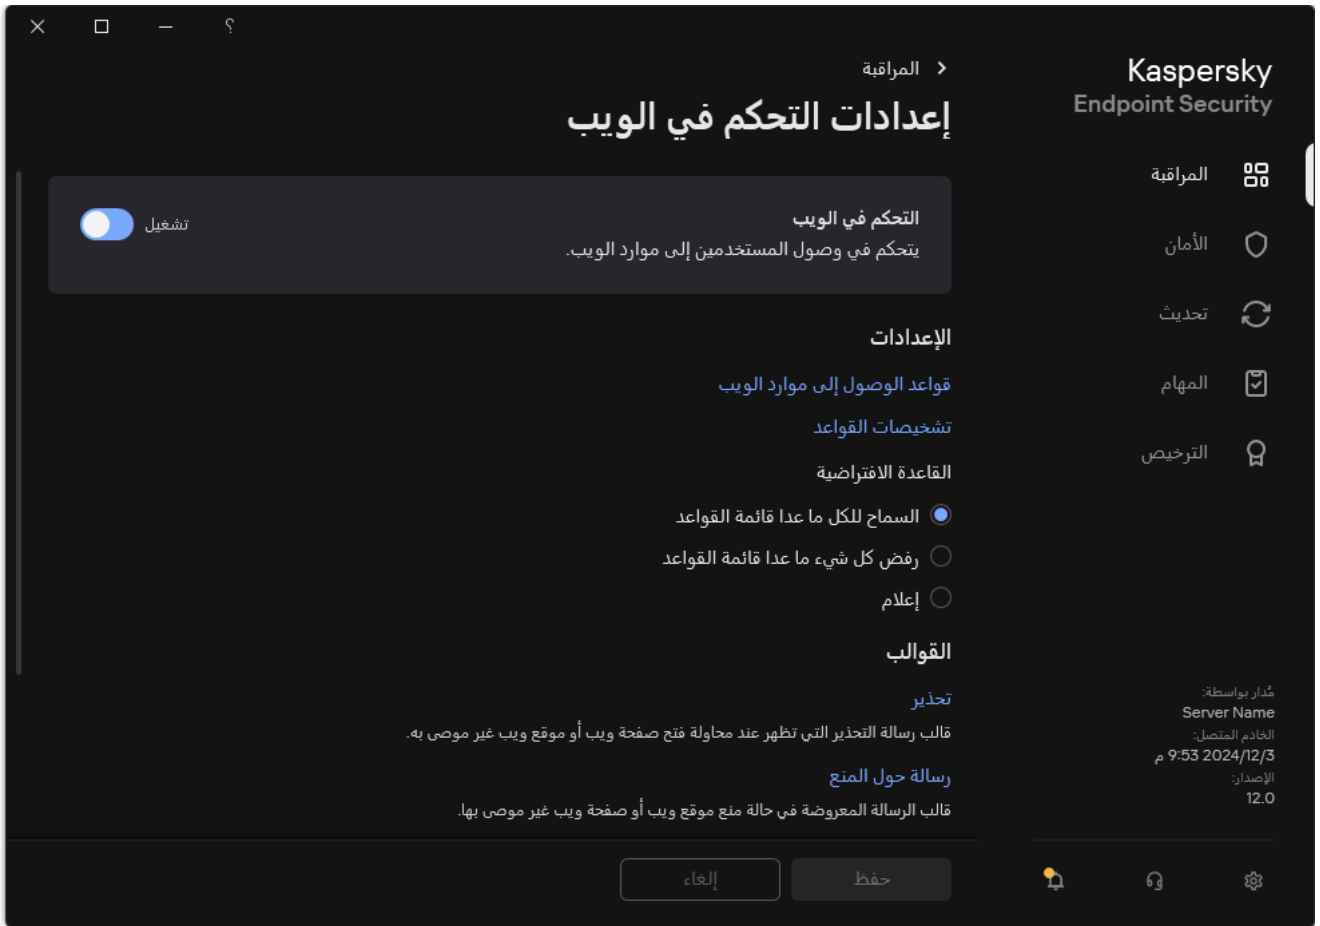 ؟
Kaspersky
Endpoint Security
المراقبة
الأمان
تحديث
المهام
الترخيص
مُدار بواسطة:
Server Name
الخادم المتصل:
2024/12/3 9:53 م
الإصدار:
12.0
المراقبة
إعدادات التحكم في الويب
التحكم في الويب
يتحكم في وصول المستخدمين إلى موارد الويب.
تشغيل
الإعدادات
قواعد الوصول إلى موارد الويب
تشخيصات القواعد
القاعدة الافتراضية
السماح للكل ما عدا قائمة القواعد
رفض كل شيء ما عدا قائمة القواعد
إعلام
القوالب
تحذير
قالب رسالة التحذير التي تظهر عند محاولة فتح صفحة ويب أو موقع ويب غير موصى به.
رسالة حول المنع
قالب الرسالة المعروضة في حالة منع موقع ويب أو صفحة ويب غير موصى بها.
حفظ
إلغاء